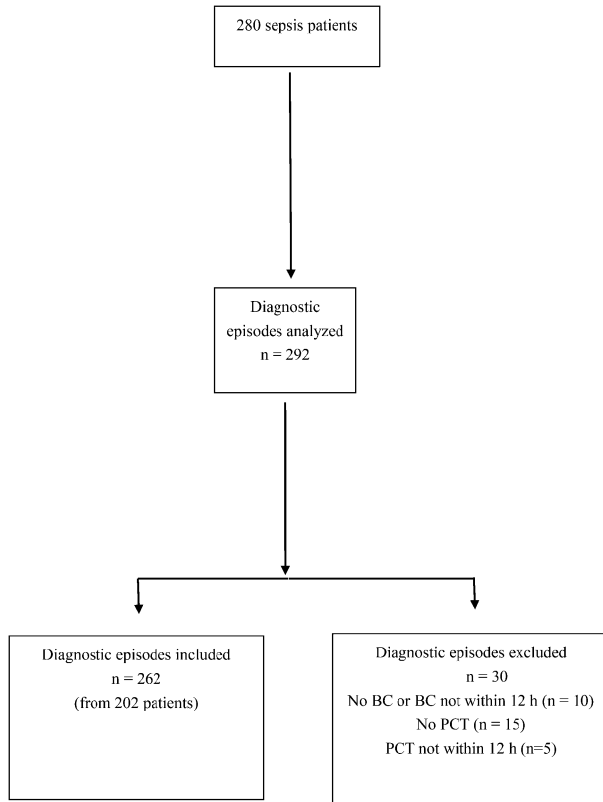 280 sepsis patients
Diagnostic
episodes analyzed
n = 292
Diagnostic episodes included
n = 262
(from 202 patients)
Diagnostic episodes excluded
n = 30
No BC or BC not within 12 h (n = 10)
No PCT (n = 15)
PCT not within 12 h (n=5)